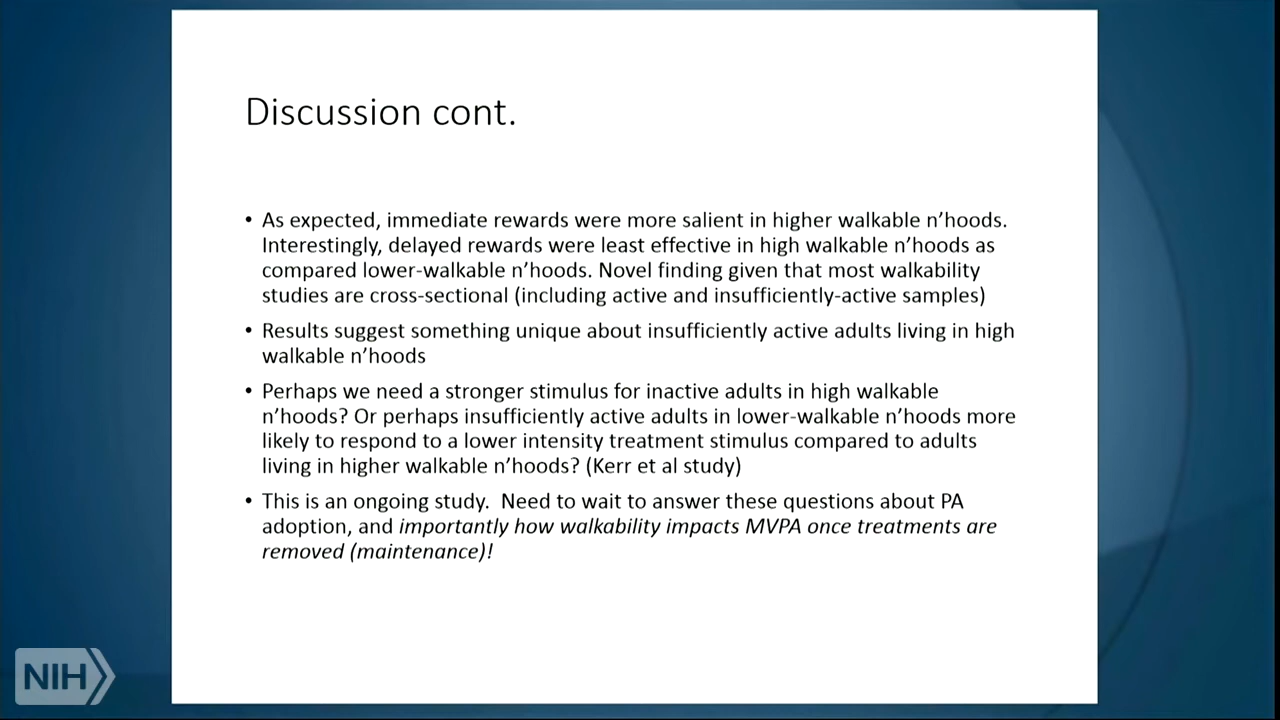 Discussion cont.
• As expected, immediate rewards were more salient in higher walkable n’hoods.
Interestingly, delayed rewards were least effective in high walkable n’hoods as
compared lower-walkable n’hoods. Novel finding given that most walkability
studies are cross-sectional (including active and insufficiently-active samples)
• Results suggest something unique about insufficiently active adults living in high
walkable n’hoods
• Perhaps we need a stronger stimulus for inactive adults in high walkable
n’hoods? Or perhaps insufficiently active adults in lower-walkable n’hoods more
likely to respond to a lower intensity treatment stimulus compared to adults
living in higher walkable n’hoods? (Kerr et al study)
• This is an ongoing study.  Need to wait to answer these questions about PA
adoption, and importantly how walkability impacts MVPA once treatments are
removed (maintenance)!
NIH